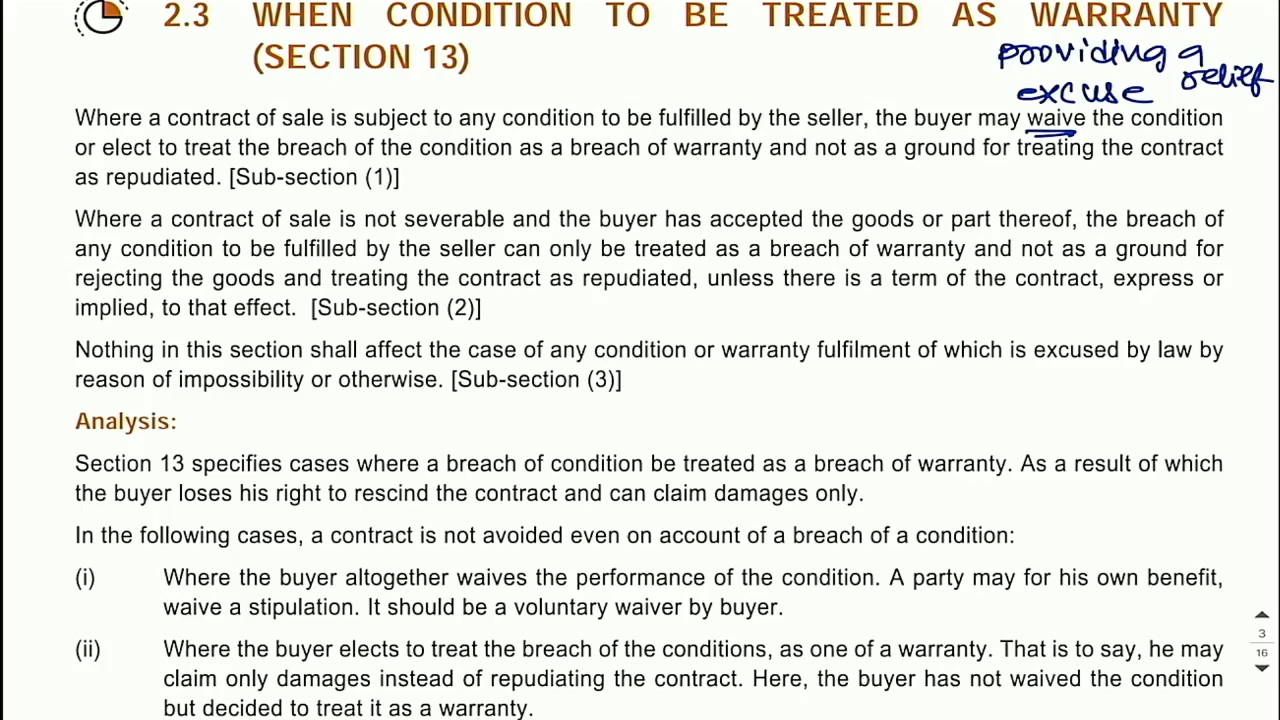 2.3 WHEN CONDITION TO BE TREATED AS WARRANTY
(SECTION 13)
providing a
relief
excuse
Where a contract of sale is subject to any condition to be fulfilled by the seller, the buyer may waive the condition
or elect to treat the breach of the condition as a breach of warranty and not as a ground for treating the contract
as repudiated. [Sub-section (1)]
Where a contract of sale is not severable and the buyer has accepted the goods or part thereof, the breach of
any condition to be fulfilled by the seller can only be treated as a breach of warranty and not as a ground for
rejecting the goods and treating the contract as repudiated, unless there is a term of the contract, express or
implied, to that effect. [Sub-section (2)]
Nothing in this section shall affect the case of any condition or warranty fulfilment of which is excused by law by
reason of impossibility or otherwise. [Sub-section (3)]
Analysis:
Section 13 specifies cases where a breach of condition be treated as a breach of warranty. As a result of which
the buyer loses his right to rescind the contract and can claim damages only.
In the following cases, a contract is not avoided even on account of a breach of a condition:
(i) Where the buyer altogether waives the performance of the condition. A party may for his own benefit,
waive a stipulation. It should be a voluntary waiver by buyer.
(ii) Where the buyer elects to treat the breach of the conditions, as one of a warranty. That is to say, he may
claim only damages instead of repudiating the contract. Here, the buyer has not waived the condition
but decided to treat it as a warranty.
3
16